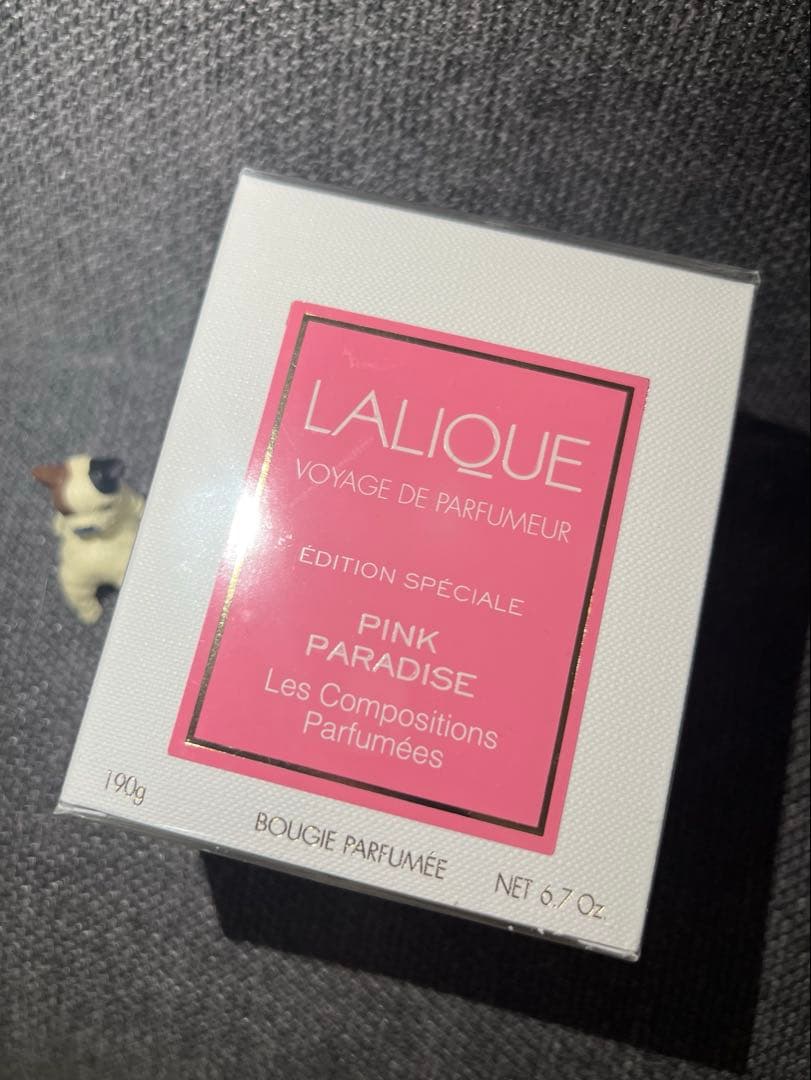 LALIQUE
VOYAGE DE PARFUMEUR
ÉDITION SPÉCIALE
PINK
PARADISE
Les Compositions
Parfumées
190g
BOUGIE PARFUMÉE
NET 6.7 Oz.